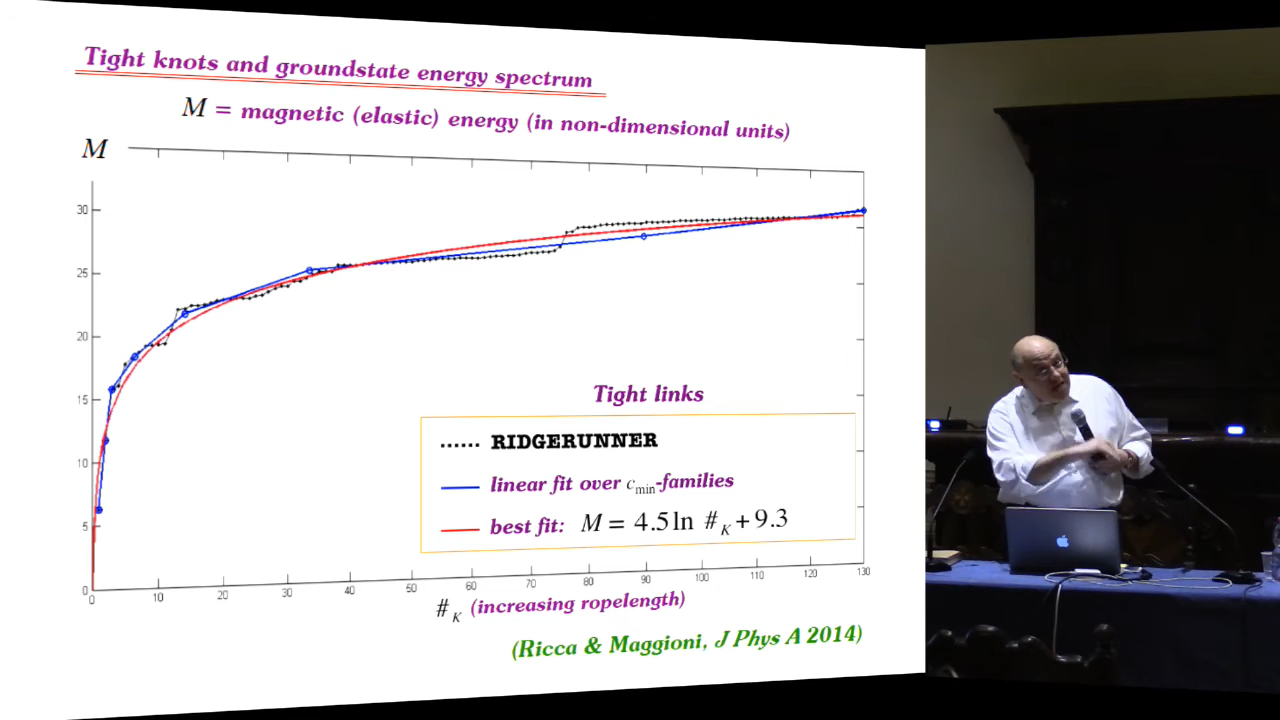 Tight knots and groundstate energy spectrum
M = magnetic (elastic) energy (in non-dimensional units)
M
30
25
20
15
10
5
0
Tight links
...... RIDGERUNNER
linear fit over cmin-families
best fit: M = 4.5 ln #K + 9.3
0 10 20 30 40 50 60 70 80 90 100 110 120 130
#K (increasing ropelength)
(Ricca & Maggioni, J Phys A 2014)